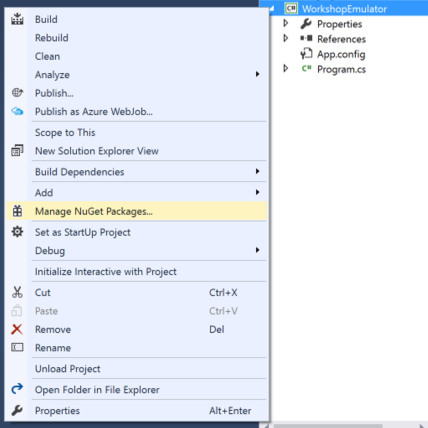 Build
Rebuild
Clean
Analyze
Publish...
Publish as Azure WebJob...
Scope to This
New Solution Explorer View
Build Dependencies
Add
Manage NuGet Packages...
Set as StartUp Project
Debug
Initialize Interactive with Project
Cut Ctrl+X
Paste Ctrl+V
Remove Del
Rename
Unload Project
Open Folder in File Explorer
Properties Alt+Enter
C# WorkshopEmulator
Properties
References
App.config
C# Program.cs